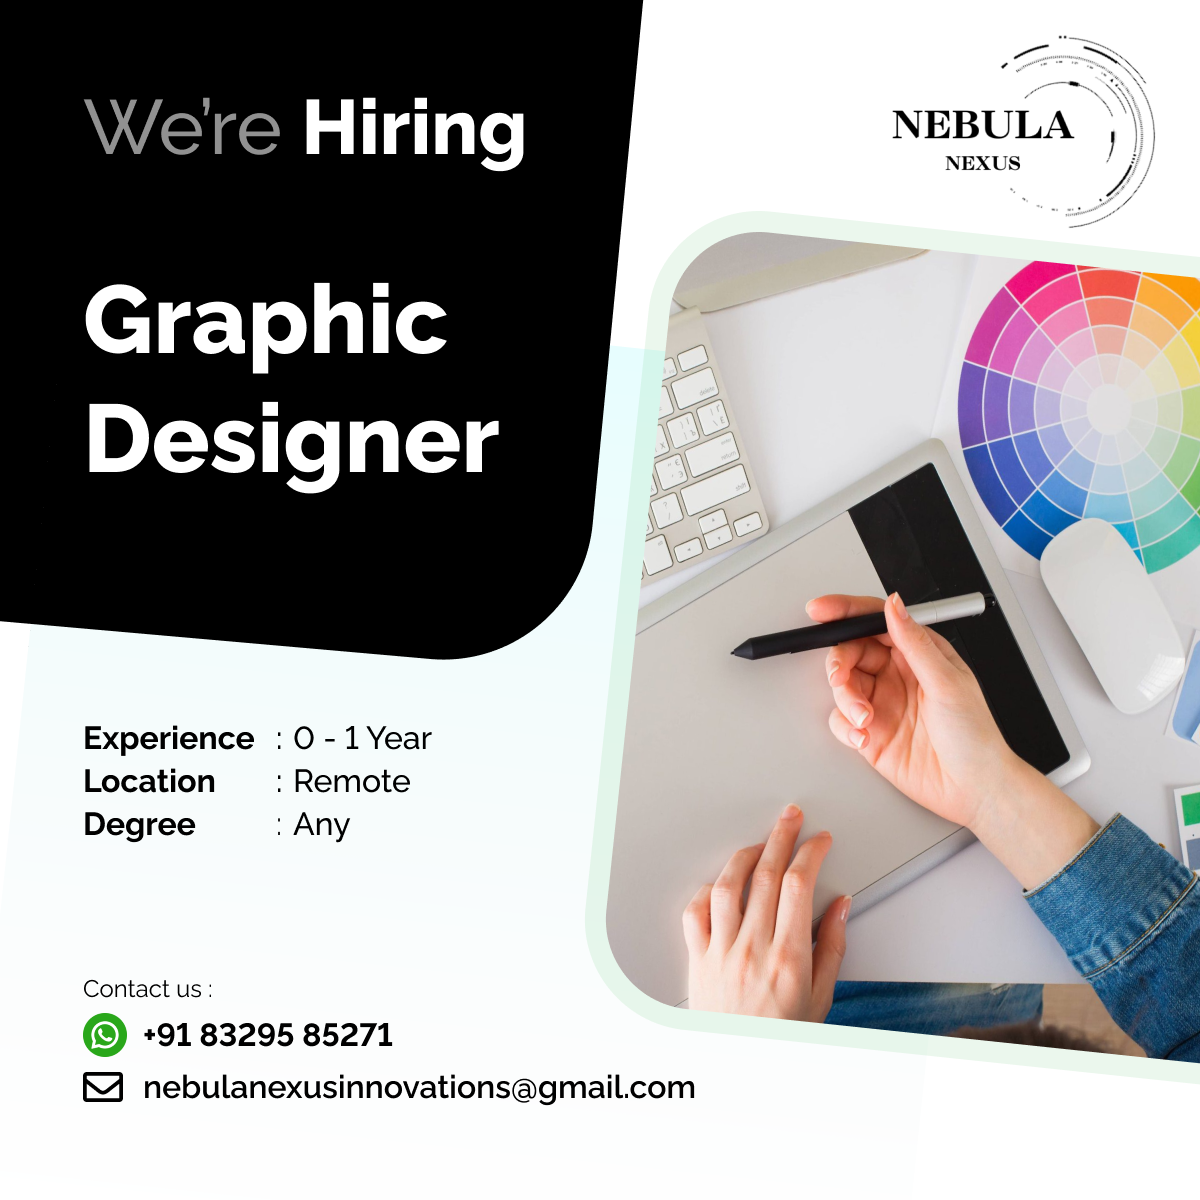 We're Hiring
NEBULA
NEXUS
Graphic
Designer
Experience : 0 - 1 Year
Location : Remote
Degree : Any
Contact us :
+91 83295 85271
nebulanexusinnovations@gmail.com